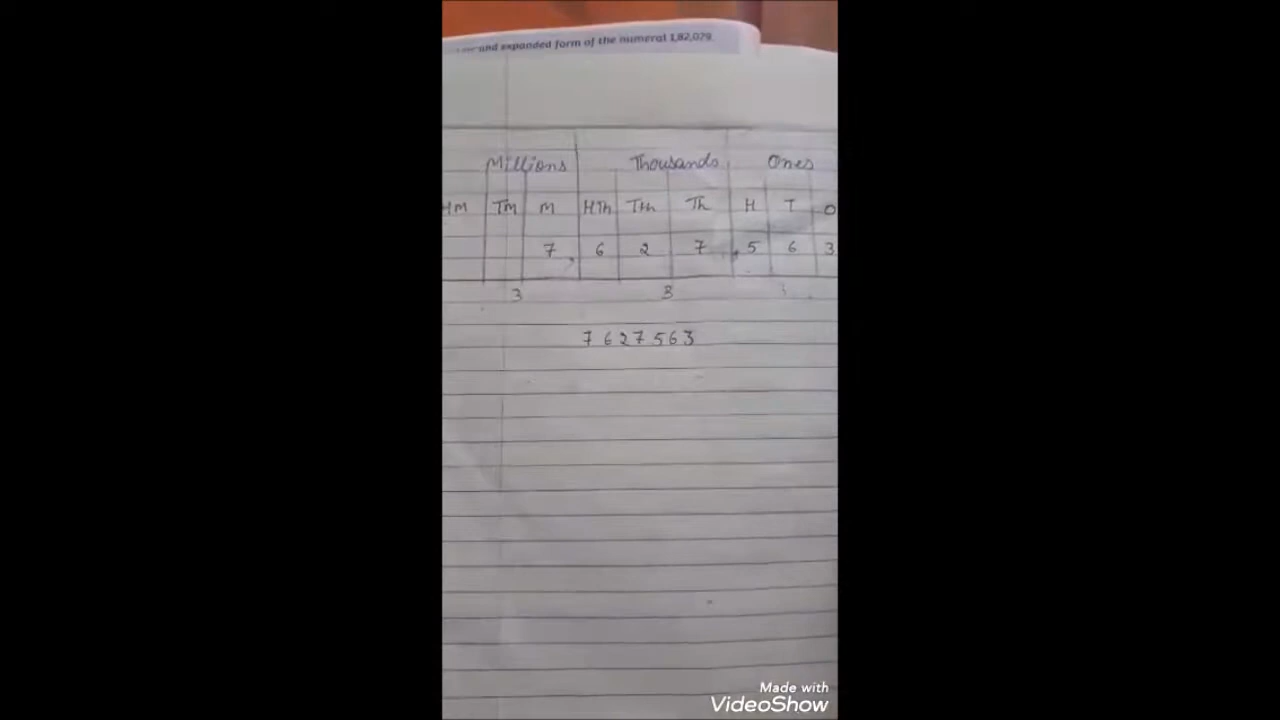 and expanded form of the numeral 1,82,079.
Millions Thousands Ones
HM TM M HTh TTh Th H T O
7, 6 2 7, 5 6 3
3 3
7627563
Made with
VideoShow